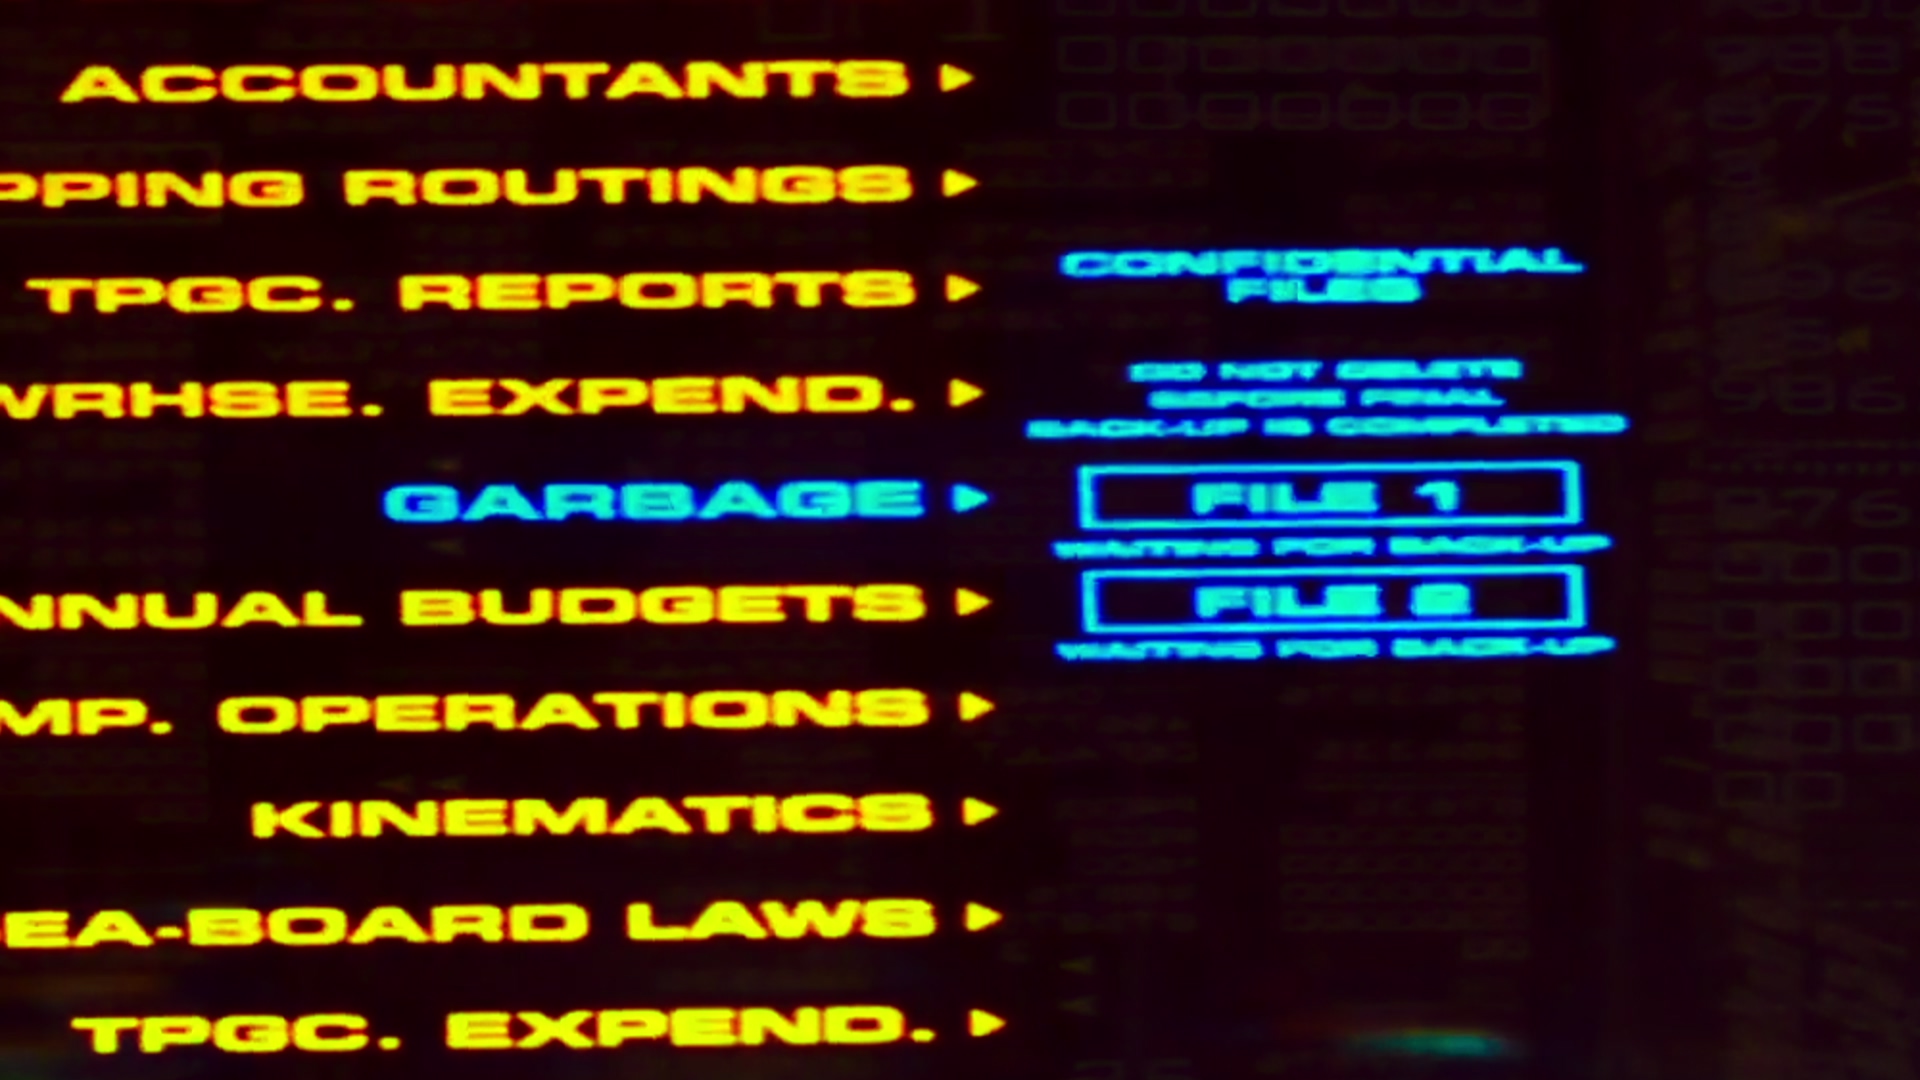 ACCOUNTANTS
PPING ROUTINGS
TPGC. REPORTS
WRHSE. EXPEND.
GARBAGE
NNUAL BUDGETS
MP. OPERATIONS
KINEMATICS
EA-BOARD LAWS
TPGC. EXPEND.
CONFIDENTIAL
FILES
DO NOT DELETE
BEFORE FINAL
BACK-UP IS COMPLETED
FILE 1
WAITING FOR BACK-UP
FILE 2
WAITING FOR BACK-UP